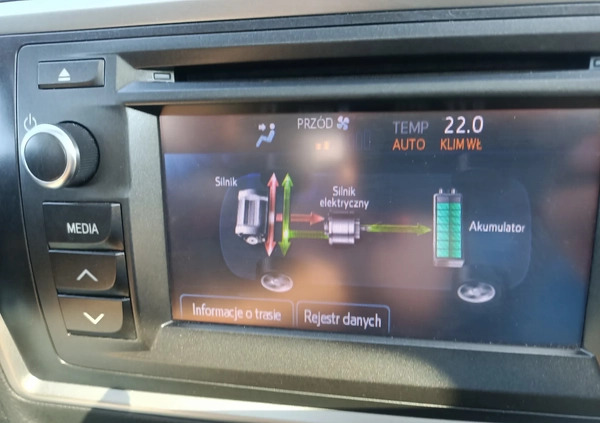 PRZÓD
TEMP 22.0
AUTO KLIM WŁ
Silnik
Silnik
elektryczny
Akumulator
MEDIA
Informacje o trasie
Rejestr danych